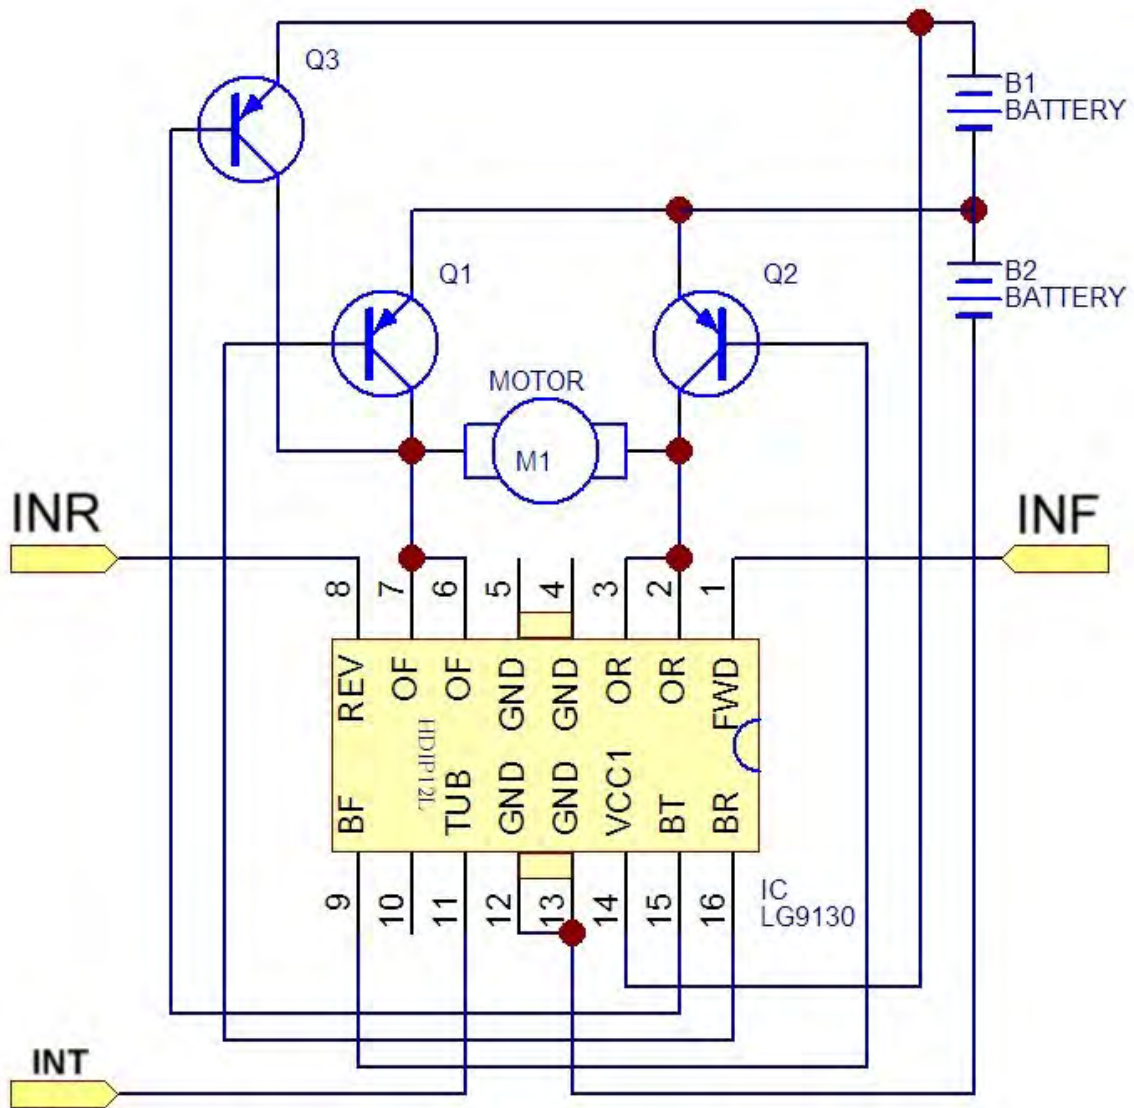 Q3
B1
BATTERY
Q1
Q2
B2
BATTERY
MOTOR
M1
INR
INF
8
7
6
5
4
3
2
1
REV
OF
OF
GND
GND
OR
OR
FWD
HDIP12L
BF
TUB
GND
GND
VCC1
BT
BR
9
10
11
12
13
14
15
16
IC
LG9130
INT